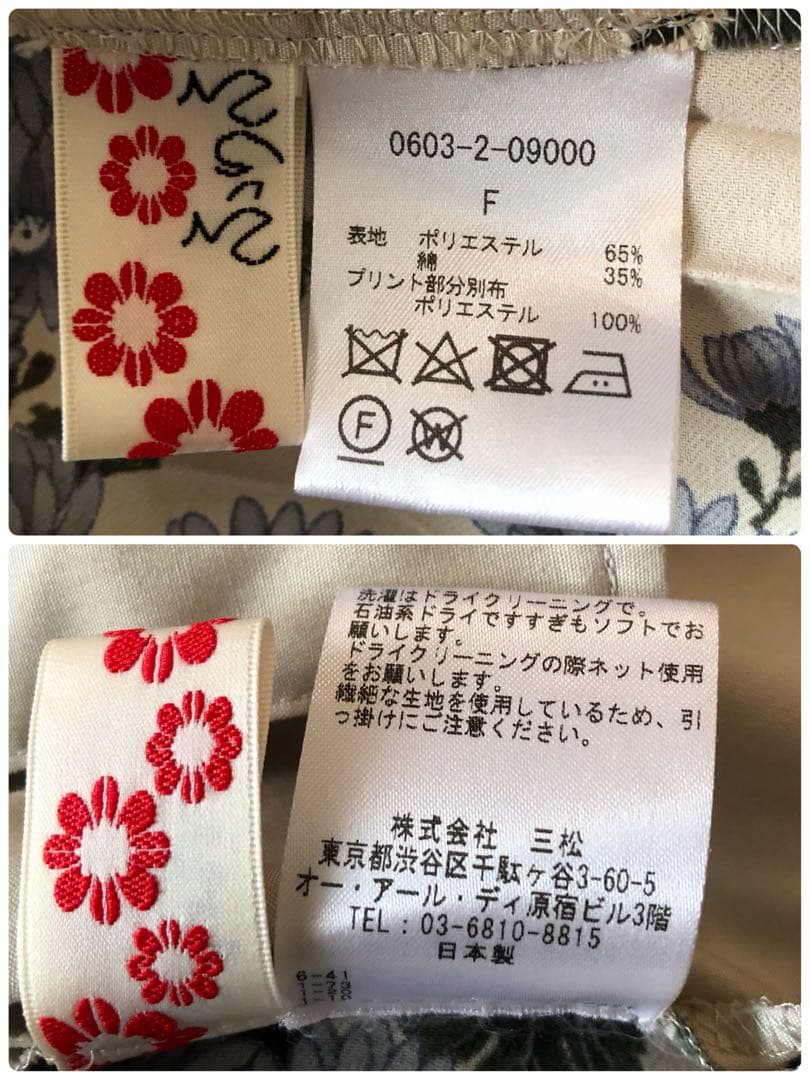 0603-2-09000
F
表地 ポリエステル 65%
綿 35%
プリント部分別布
ポリエステル 100%
F
W
洗濯はドライクリーニングで。
石油系ドライですすぎもソフトでお
願いします。
ドライクリーニングの際ネット使用
をお願いします。
繊細な生地を使用しているため、引
っ掛けにご注意ください。
株式会社 三松
東京都渋谷区千駄ヶ谷3-60-5
オー・アール・ディ原宿ビル3階
TEL:03-6810-8815
日本製
6-41